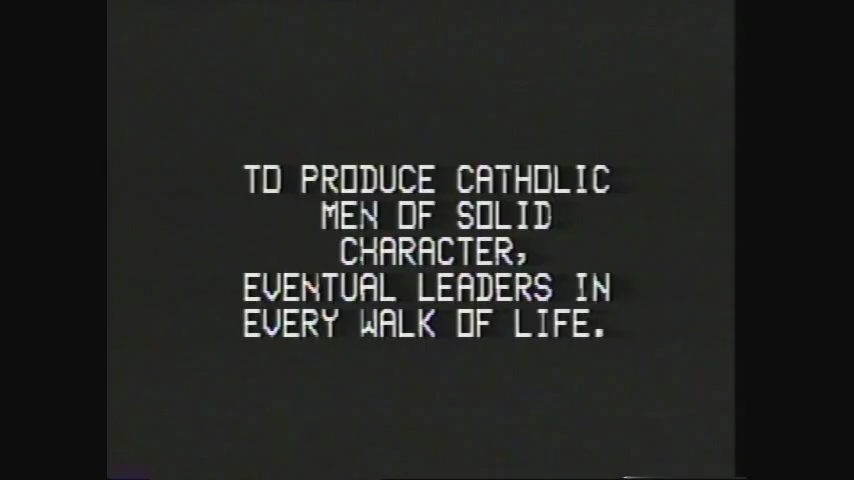 TO PRODUCE CATHOLIC
MEN OF SOLID
CHARACTER,
EVENTUAL LEADERS IN
EVERY WALK OF LIFE.